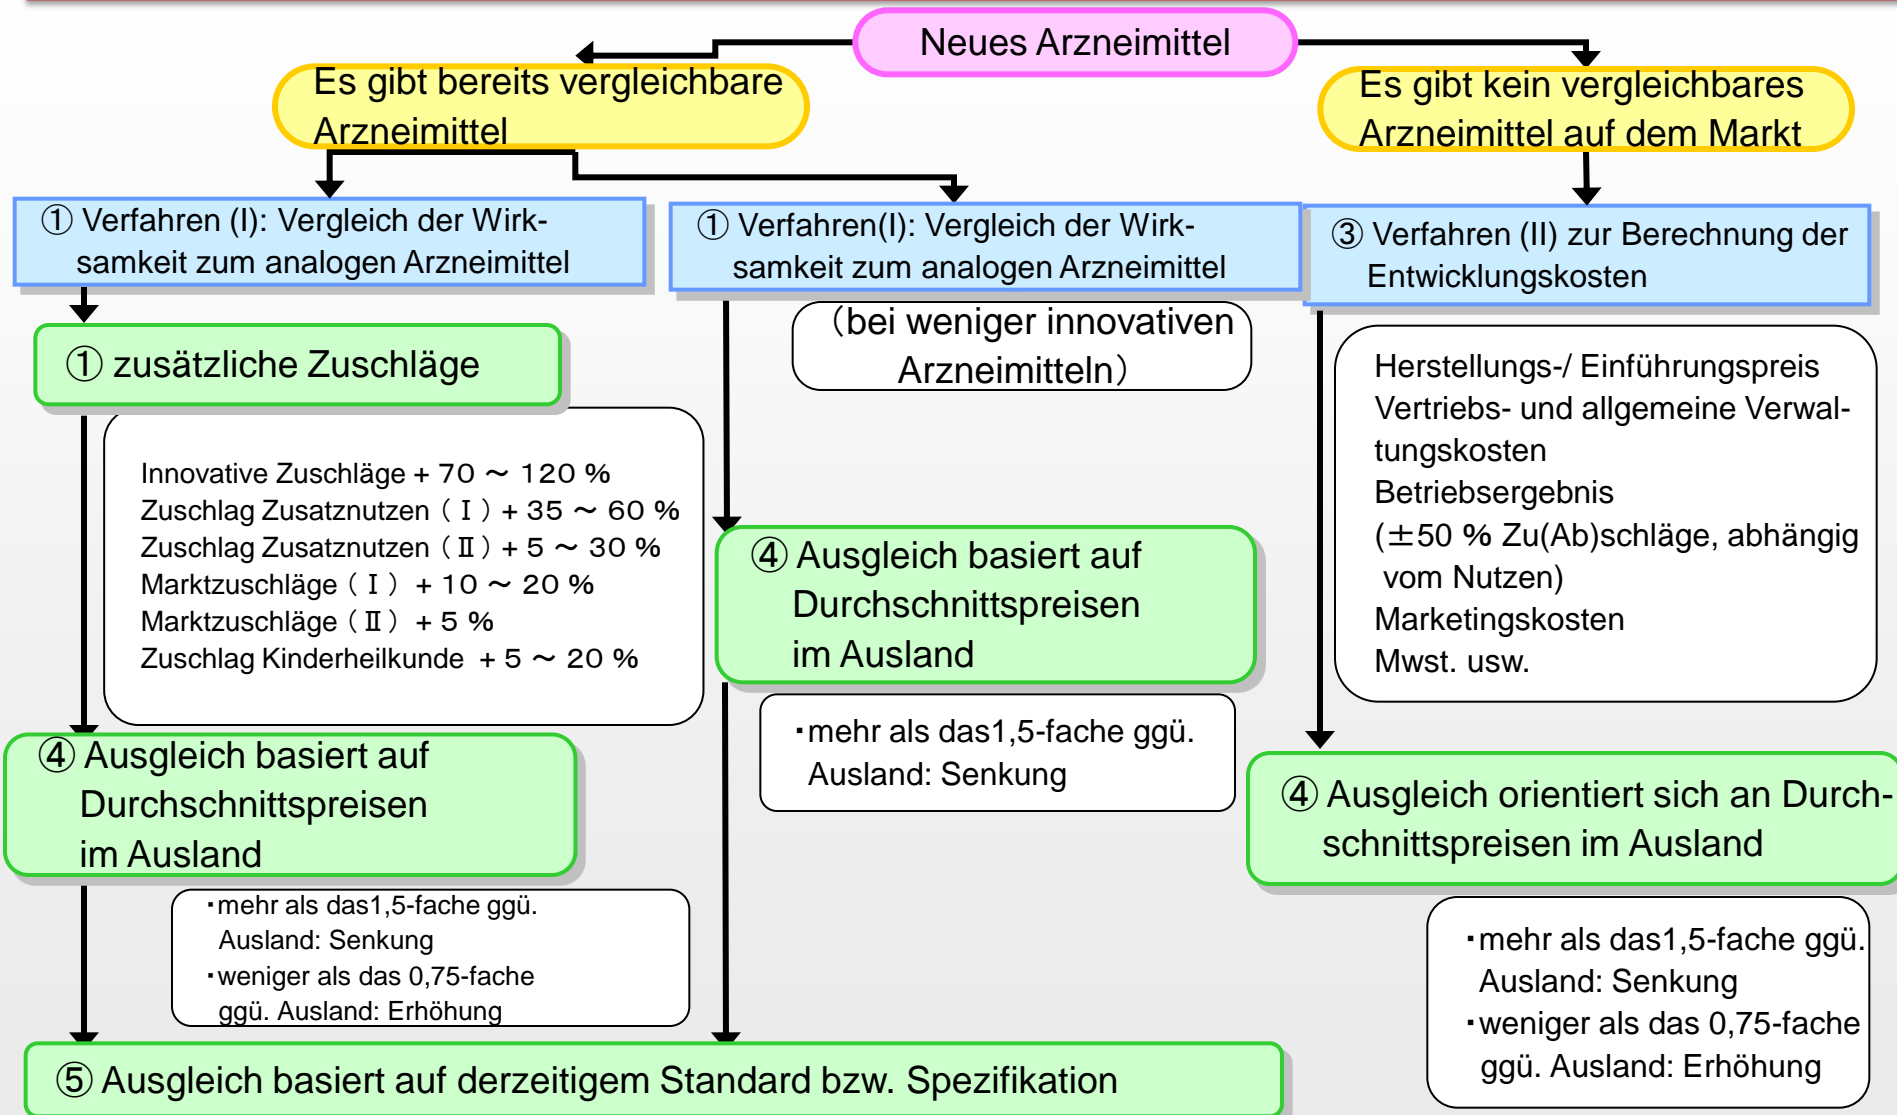 Neues Arzneimittel
Es gibt bereits vergleichbare
Arzneimittel
Es gibt kein vergleichbares
Arzneimittel auf dem Markt
① Verfahren (I): Vergleich der Wirk-
samkeit zum analogen Arzneimittel
① Verfahren(I): Vergleich der Wirk-
samkeit zum analogen Arzneimittel
③ Verfahren (II) zur Berechnung der
Entwicklungskosten
(bei weniger innovativen
Arzneimitteln)
① zusätzliche Zuschläge
Innovative Zuschläge + 70 ～ 120 %
Zuschlag Zusatznutzen (Ⅰ) + 35 ～ 60 %
Zuschlag Zusatznutzen (Ⅱ) + 5 ～ 30 %
Marktzuschläge (Ⅰ) + 10 ～ 20 %
Marktzuschläge (Ⅱ) + 5 %
Zuschlag Kinderheilkunde + 5 ～ 20 %
Herstellungs-/ Einführungspreis
Vertriebs- und allgemeine Verwal-
tungskosten
Betriebsergebnis
(±50 % Zu(Ab)schläge, abhängig
vom Nutzen)
Marketingskosten
Mwst. usw.
④ Ausgleich basiert auf
Durchschnittspreisen
im Ausland
・mehr als das1,5-fache ggü.
Ausland: Senkung
④ Ausgleich basiert auf
Durchschnittspreisen
im Ausland
④ Ausgleich orientiert sich an Durch-
schnittspreisen im Ausland
・mehr als das1,5-fache ggü.
Ausland: Senkung
・weniger als das 0,75-fache
ggü. Ausland: Erhöhung
・mehr als das1,5-fache ggü.
Ausland: Senkung
・weniger als das 0,75-fache
ggü. Ausland: Erhöhung
⑤ Ausgleich basiert auf derzeitigem Standard bzw. Spezifikation